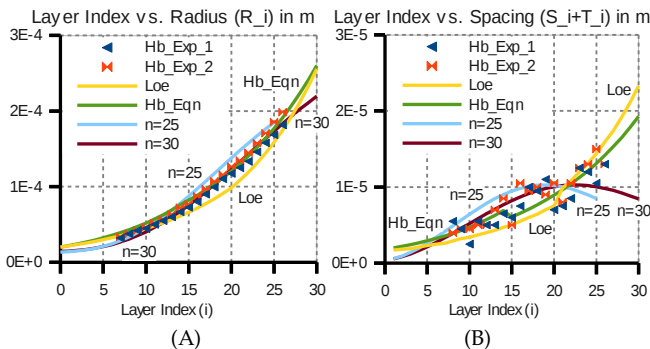 Layer Index vs. Radius (R_i) in m
3E-4
2E-4
1E-4
0E+0
Hb_Exp_1
Hb_Exp_2
Loe
Hb_Eqn
n=25
n=30
Hb_Eqn
n=30
n=25
Loe
n=30
0 5 10 15 20 25 30
Layer Index (i)
(A)
Layer Index vs. Spacing (S_i+T_i) in m
3E-5
2E-5
1E-5
0E+0
Hb_Exp_1
Hb_Exp_2
Loe
Hb_Eqn
n=25
n=30
Loe
n=25
Hb_Eqn
Loe
n=25
n=30
0 5 10 15 20 25 30
Layer Index (i)
(B)